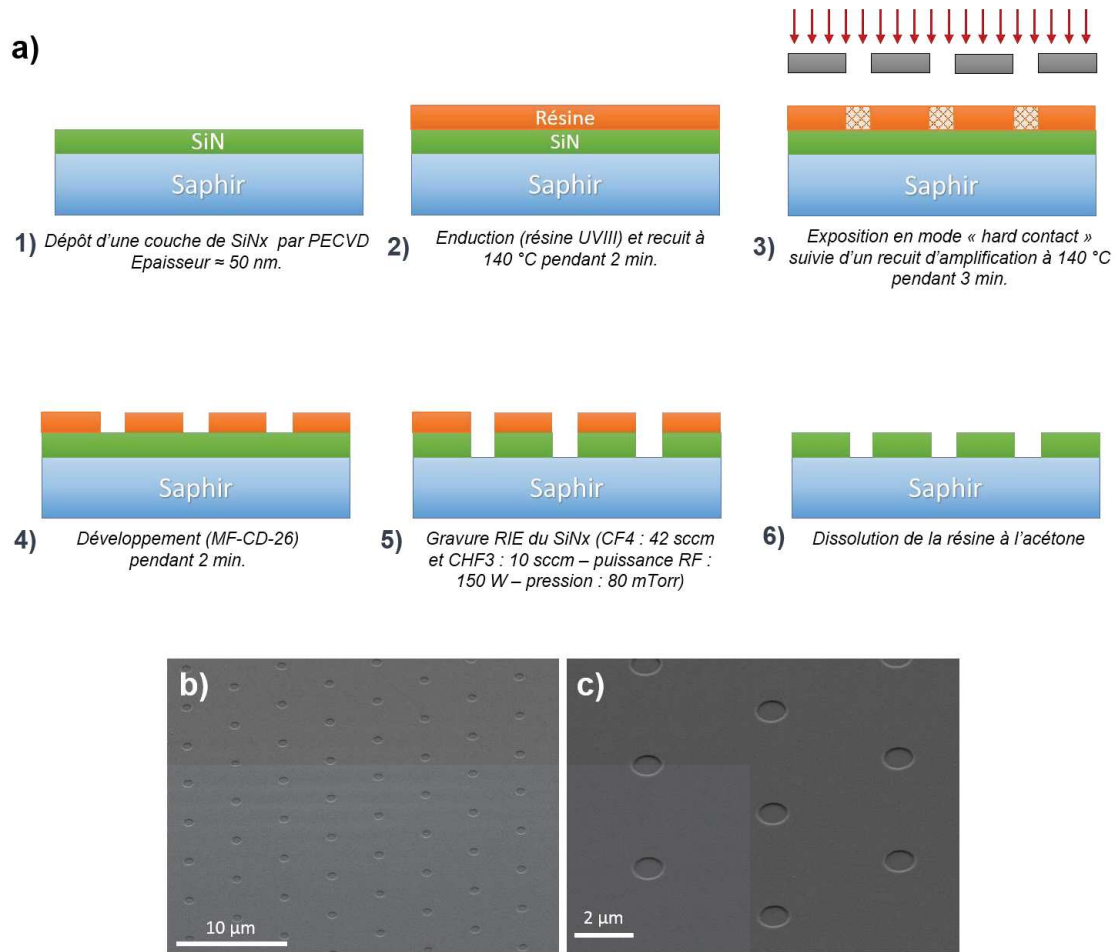 a)
SiN
Saphir
1) Dépôt d'une couche de SiNx par PECVD
Epaisseur ≈ 50 nm.
Résine
SiN
Saphir
2) Enduction (résine UVIII) et recuit à
140 °C pendant 2 min.
Saphir
3) Exposition en mode « hard contact »
suivie d'un recuit d'amplification à 140 °C
pendant 3 min.
Saphir
4) Développement (MF-CD-26)
pendant 2 min.
Saphir
5) Gravure RIE du SiNx (CF4 : 42 sccm
et CHF3 : 10 sccm – puissance RF :
150 W – pression : 80 mTorr)
Saphir
6) Dissolution de la résine à l'acétone
b)
10 µm
c)
2 µm